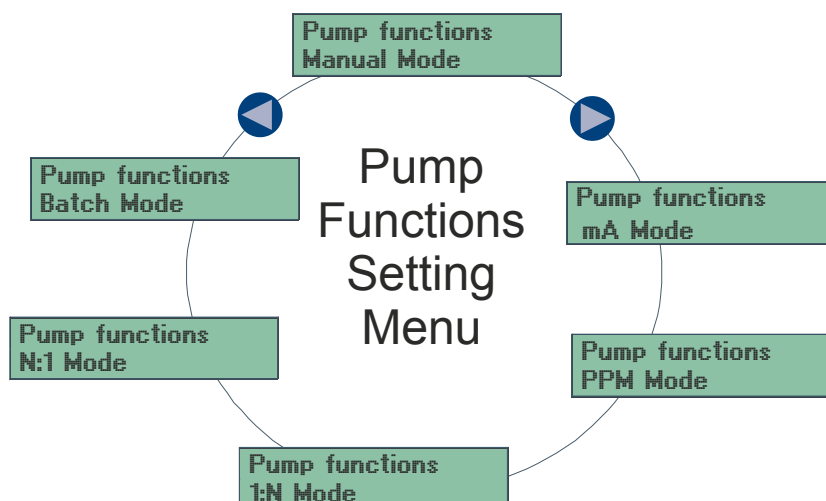 Pump functions
Manual Mode
Pump functions
Batch Mode
Pump
Functions
Setting
Menu
Pump functions
mA Mode
Pump functions
N:1 Mode
Pump functions
PPM Mode
Pump functions
1:N Mode